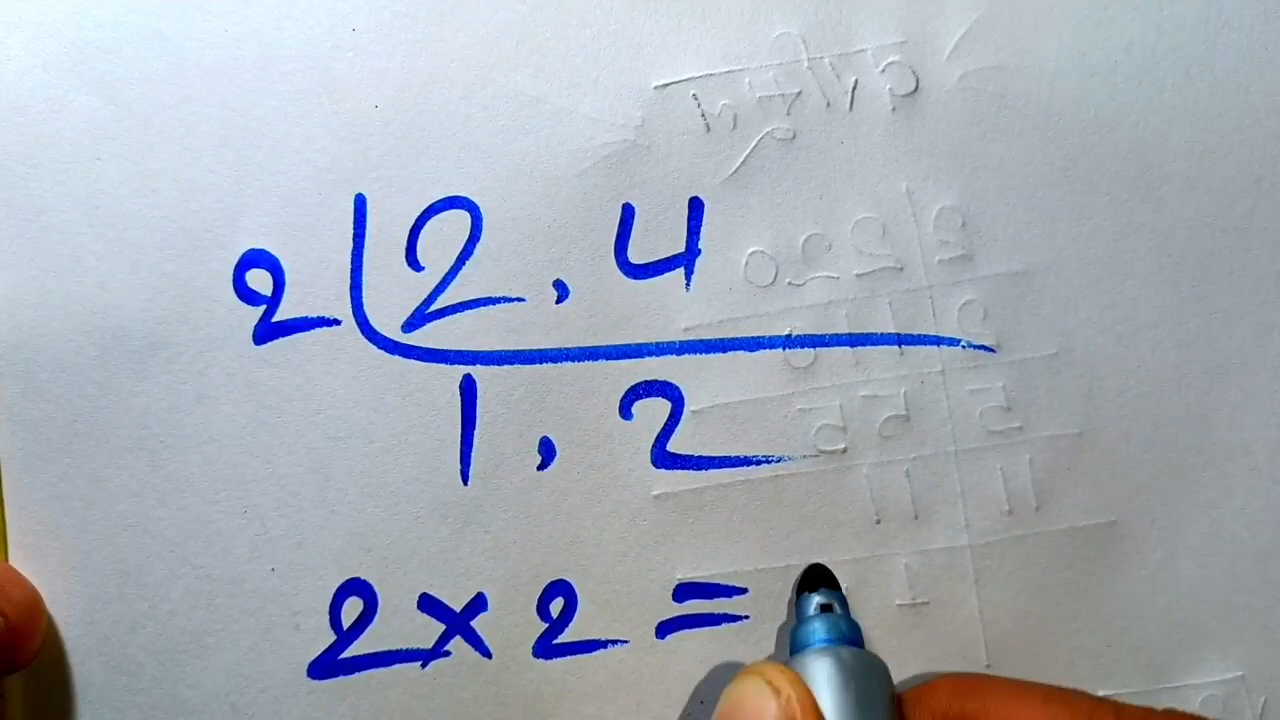 2 2, 4
1, 2
2 × 2 =